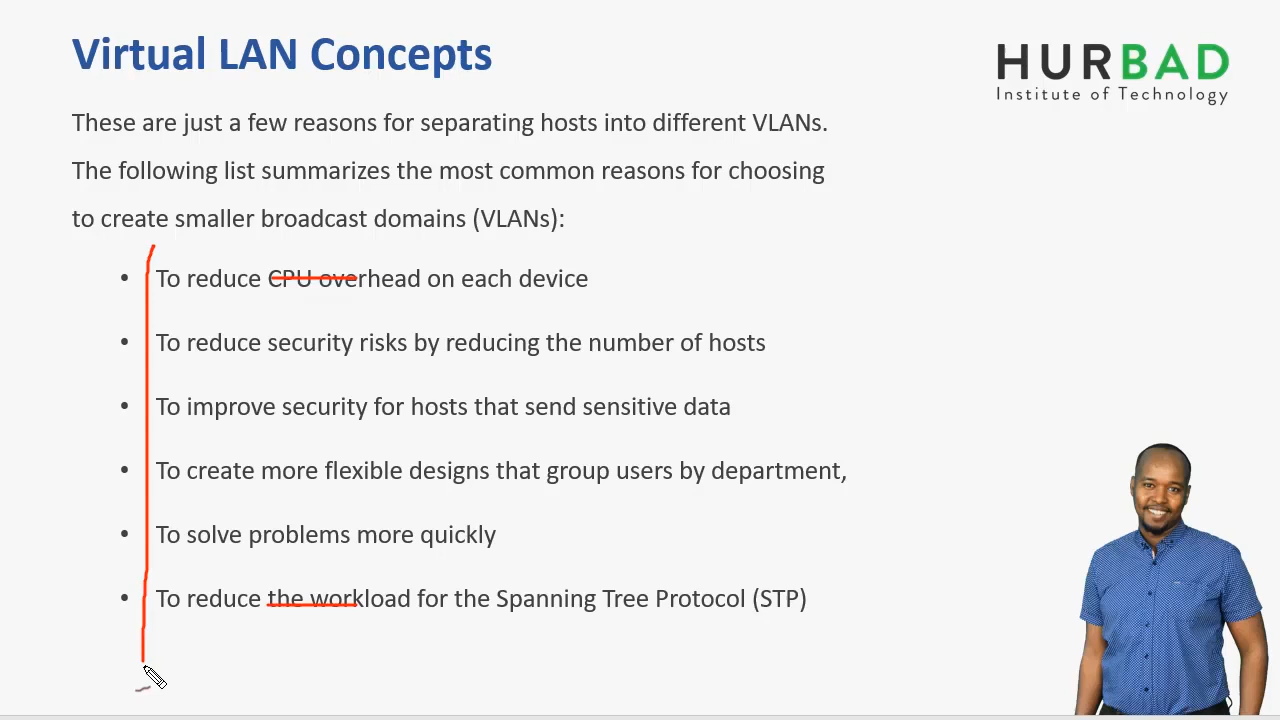 Virtual LAN Concepts
HURBAD
Institute of Technology
These are just a few reasons for separating hosts into different VLANs.
The following list summarizes the most common reasons for choosing
to create smaller broadcast domains (VLANs):
• To reduce CPU overhead on each device
• To reduce security risks by reducing the number of hosts
• To improve security for hosts that send sensitive data
• To create more flexible designs that group users by department,
• To solve problems more quickly
• To reduce the workload for the Spanning Tree Protocol (STP)